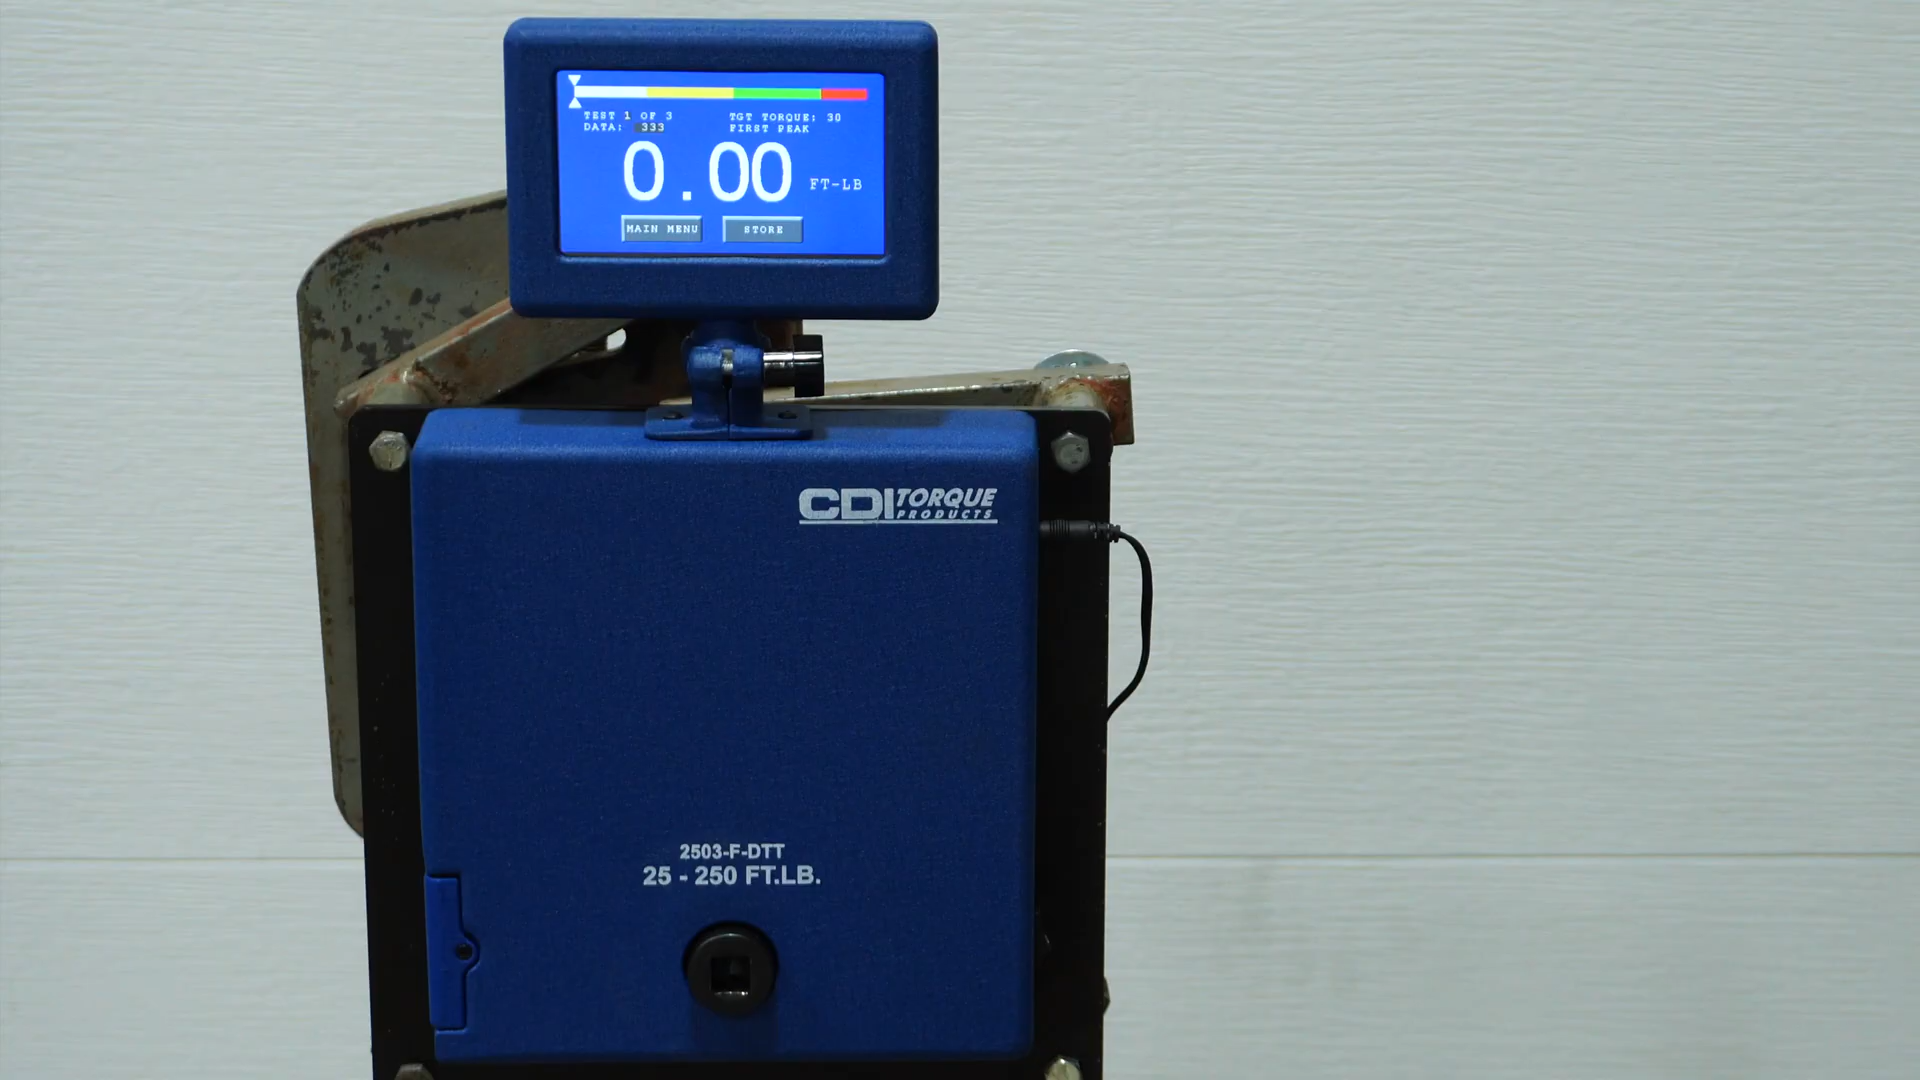 TEST 1 OF 3 TGT TORQUE: 30
DATA: 333 FIRST PEAK
0.00 FT-LB
MAIN MENU STORE
CDI TORQUE
PRODUCTS
2503-F-DTT
25 - 250 FT.LB.